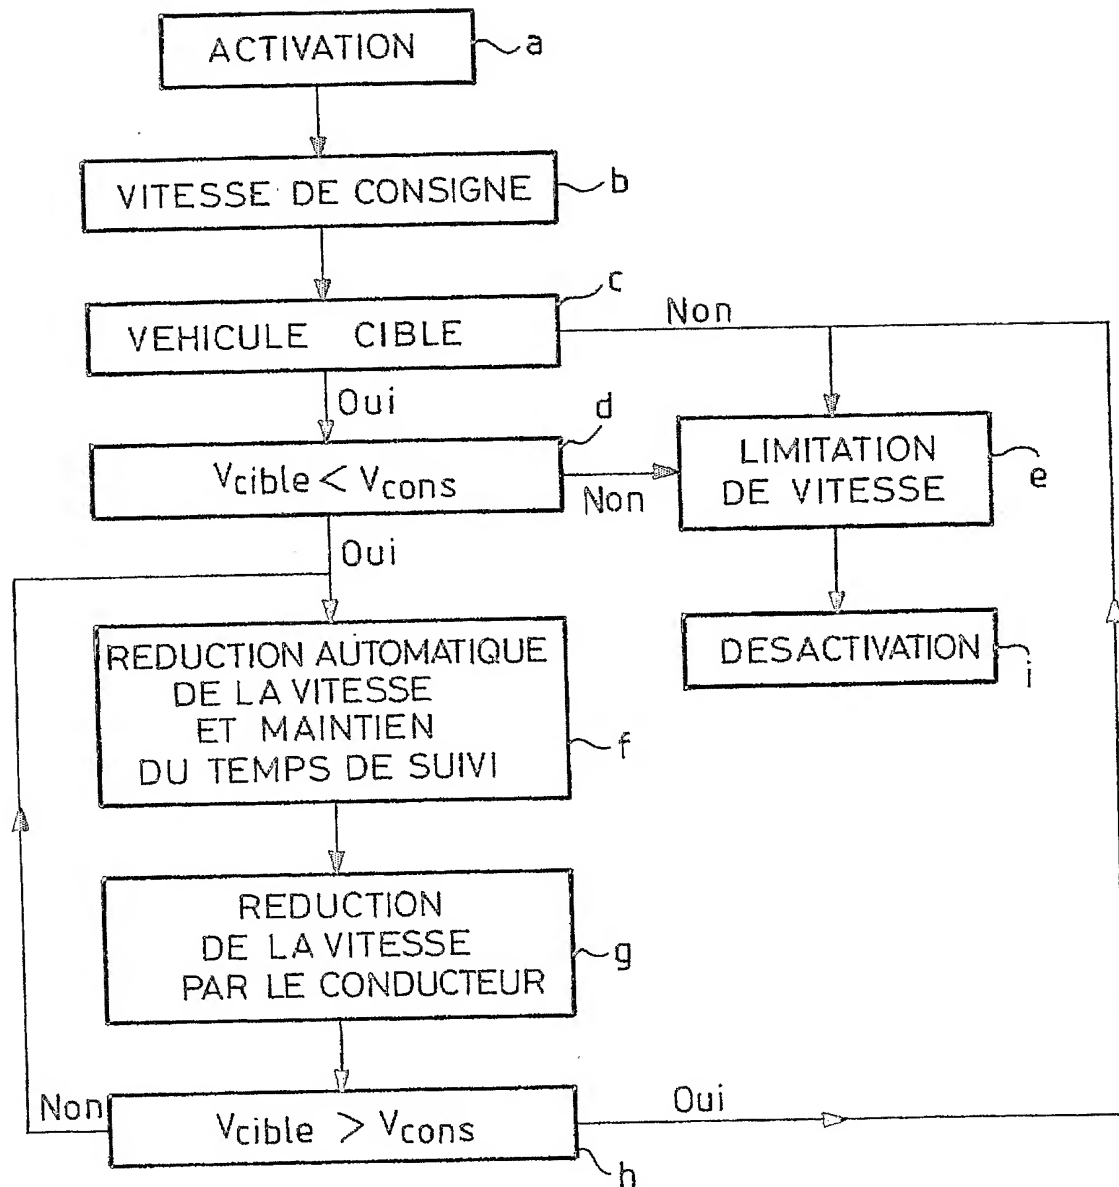 ACTIVATION
a
VITESSE DE CONSIGNE
b
c
VEHICULE CIBLE
Non
Oui
d
Vcible < Vcons
Non
LIMITATION
DE VITESSE
e
Oui
REDUCTION AUTOMATIQUE
DE LA VITESSE
ET MAINTIEN
DU TEMPS DE SUIVI
f
DESACTIVATION
i
REDUCTION
DE LA VITESSE
PAR LE CONDUCTEUR
g
Non
Vcible > Vcons
Oui
h